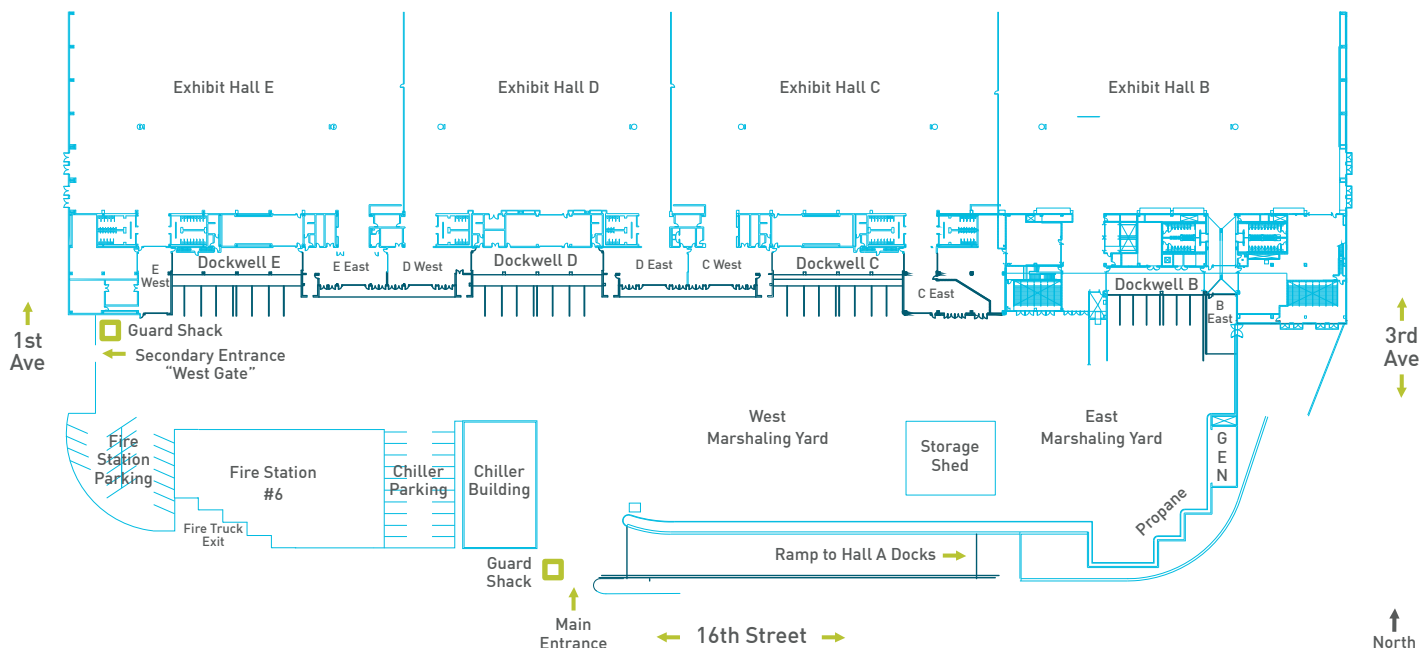 Exhibit Hall E
Exhibit Hall D
Exhibit Hall C
Exhibit Hall B
E
West
Dockwell E
E East
D West
Dockwell D
D East
C West
Dockwell C
C East
Dockwell B
B
East
1st
Ave
Guard Shack
Secondary Entrance
“West Gate”
3rd
Ave
Fire
Station
Parking
Fire Station
#6
Fire Truck
Exit
Chiller
Parking
Chiller
Building
West
Marshaling Yard
Storage
Shed
East
Marshaling Yard
G
E
N
Propane
Ramp to Hall A Docks
Guard
Shack
Main
Entrance
16th Street
North